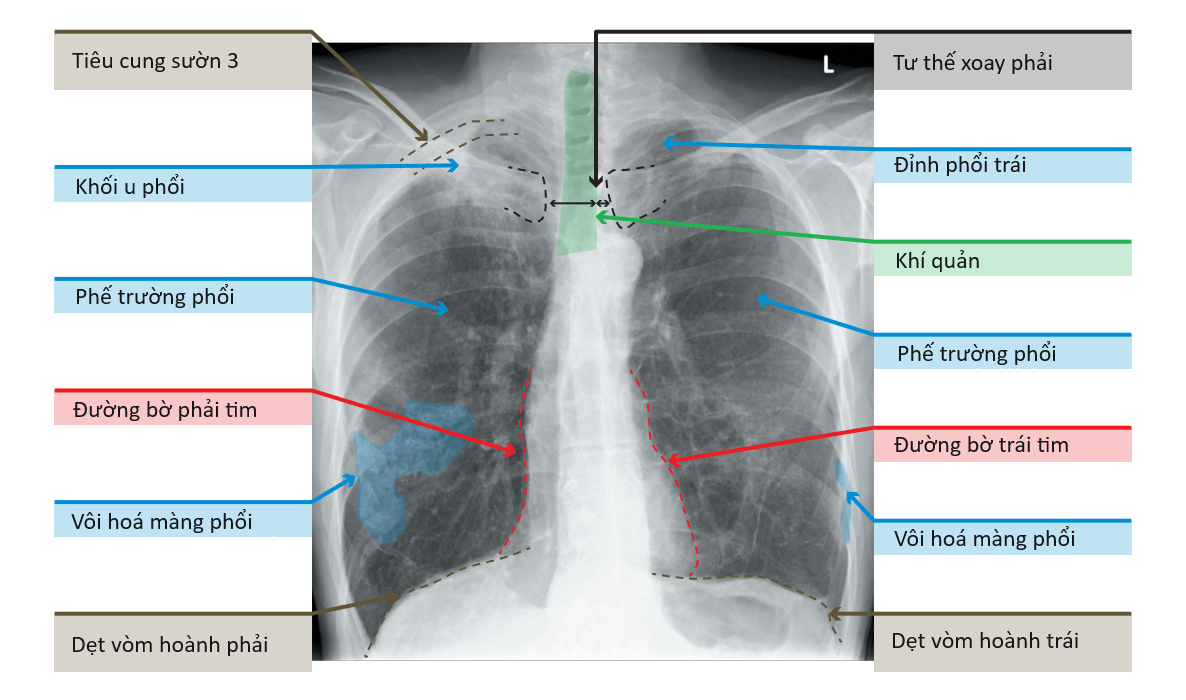 Tiêu cung sườn 3
Khối u phổi
Phế trường phổi
Đường bờ phải tim
Vôi hoá màng phổi
Dẹt vòm hoành phải
L
Tư thế xoay phải
Đỉnh phổi trái
Khí quản
Phế trường phổi
Đường bờ trái tim
Vôi hoá màng phổi
Dẹt vòm hoành trái